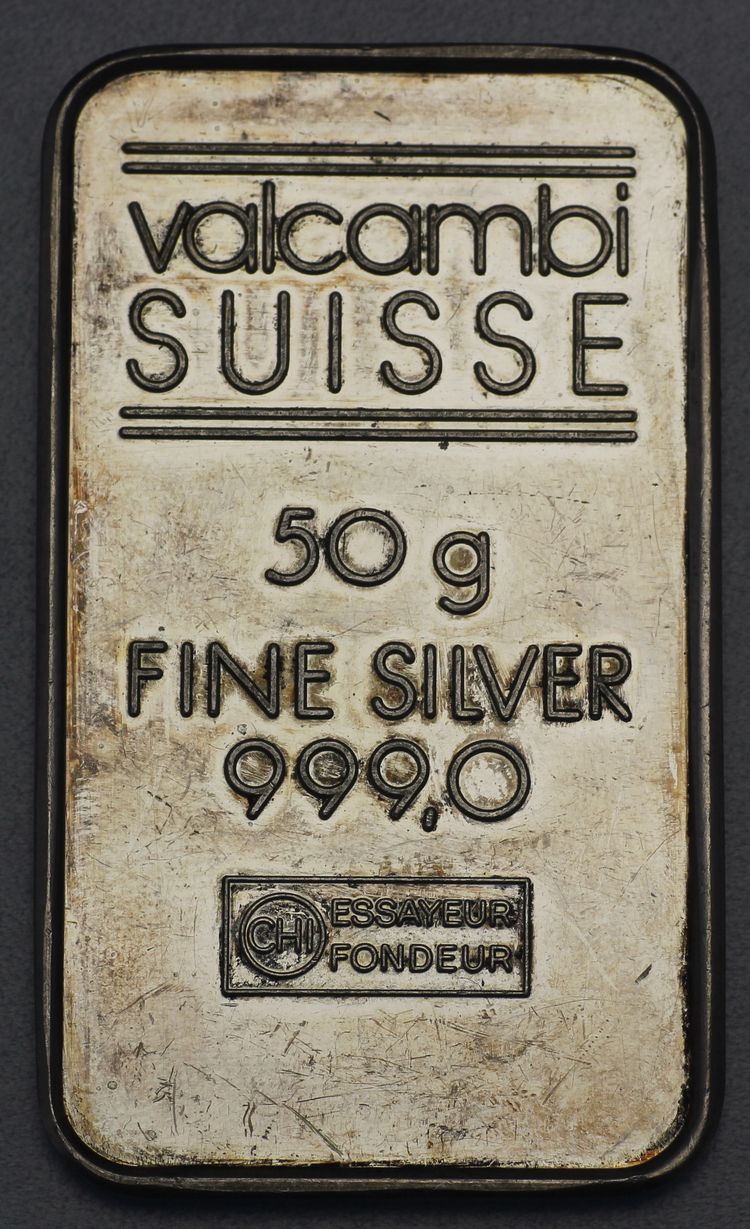 valcambi
SUISSE
50 g
FINE SILVER
999,0
CHI ESSAYEUR
FONDEUR